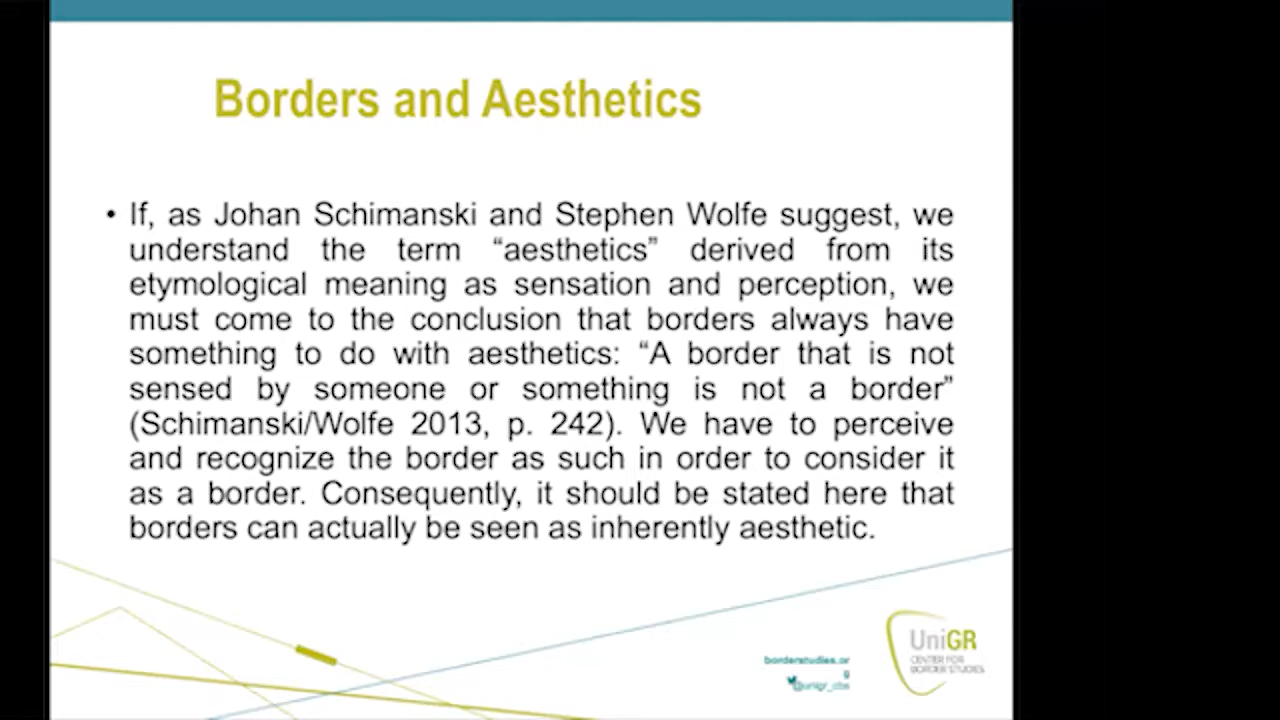 Borders and Aesthetics
• If, as Johan Schimanski and Stephen Wolfe suggest, we
understand the term “aesthetics” derived from its
etymological meaning as sensation and perception, we
must come to the conclusion that borders always have
something to do with aesthetics: “A border that is not
sensed by someone or something is not a border”
(Schimanski/Wolfe 2013, p. 242). We have to perceive
and recognize the border as such in order to consider it
as a border. Consequently, it should be stated here that
borders can actually be seen as inherently aesthetic.
borderstudies.or
g
@unigr_cbs
UniGR
CENTER FOR
BORDER STUDIES